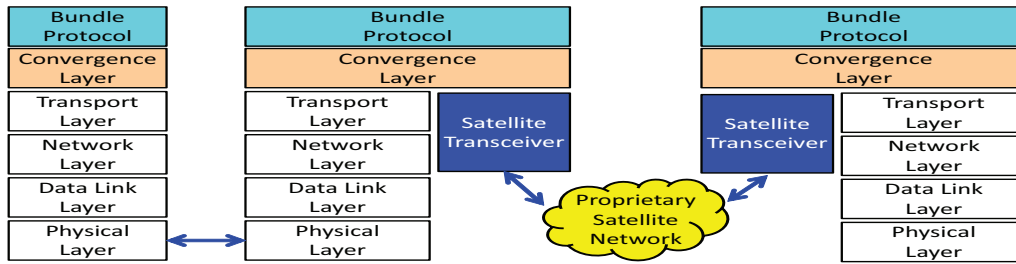 Bundle
Protocol
Convergence
Layer
Transport
Layer
Network
Layer
Data Link
Layer
Physical
Layer
Bundle
Protocol
Convergence
Layer
Transport
Layer
Network
Layer
Data Link
Layer
Physical
Layer
Satellite
Transceiver
Proprietary
Satellite
Network
Bundle
Protocol
Convergence
Layer
Satellite
Transceiver
Transport
Layer
Network
Layer
Data Link
Layer
Physical
Layer